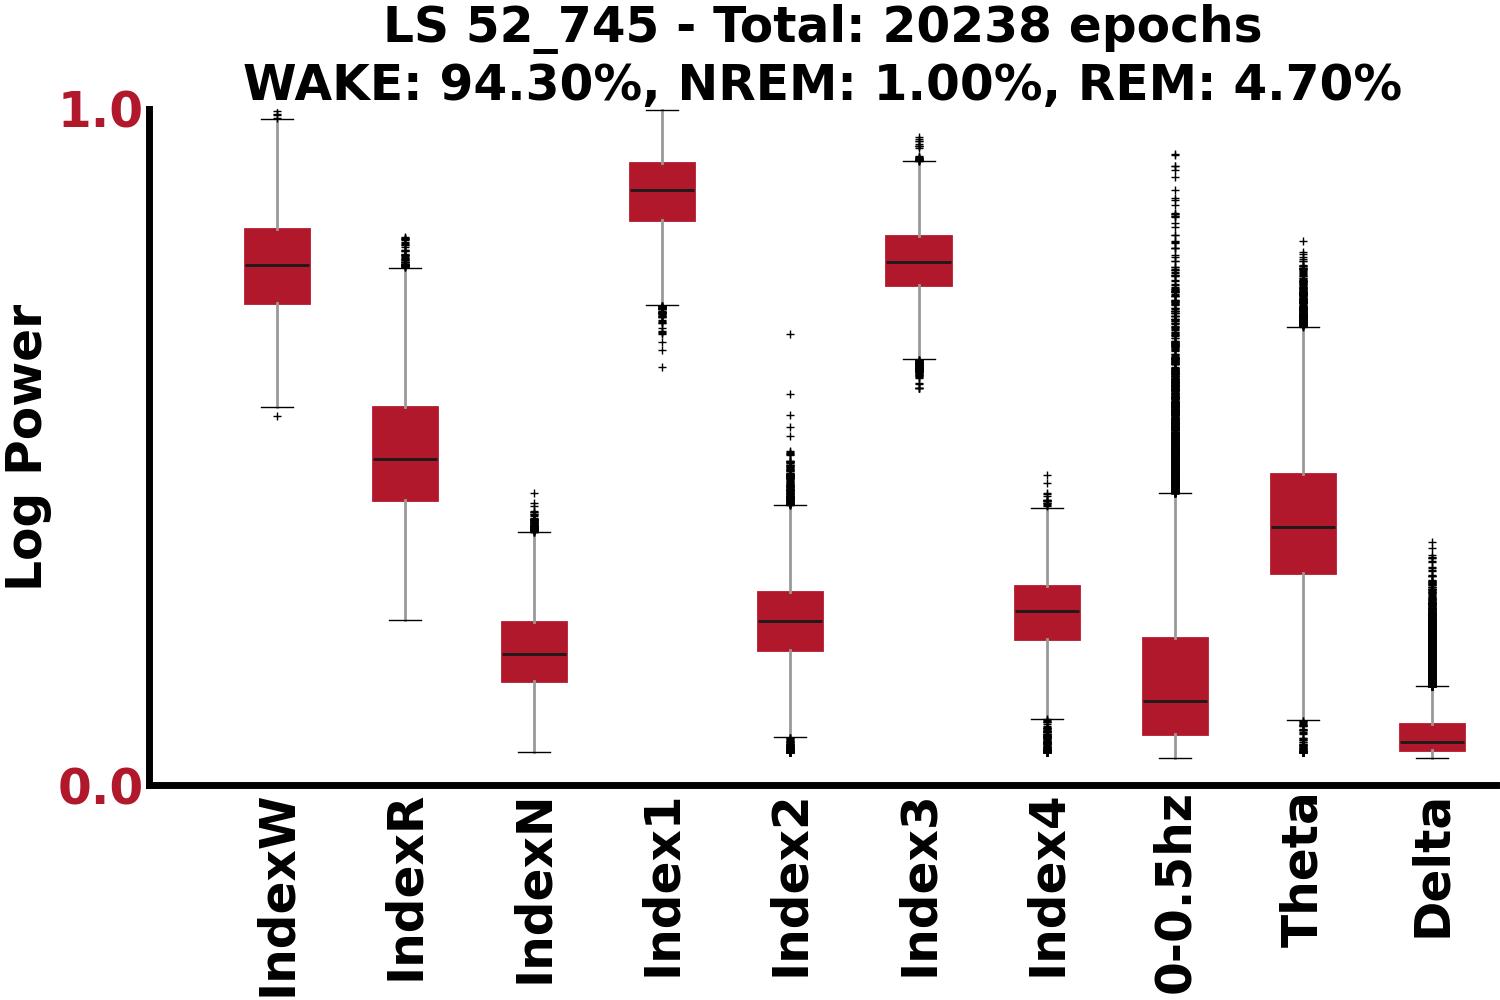 LS 52_745 - Total: 20238 epochs
WAKE: 94.30%, NREM: 1.00%, REM: 4.70%
1.0
Log Power
0.0
IndexW
IndexR
IndexN
Index1
Index2
Index3
Index4
0-0.5hz
Theta
Delta